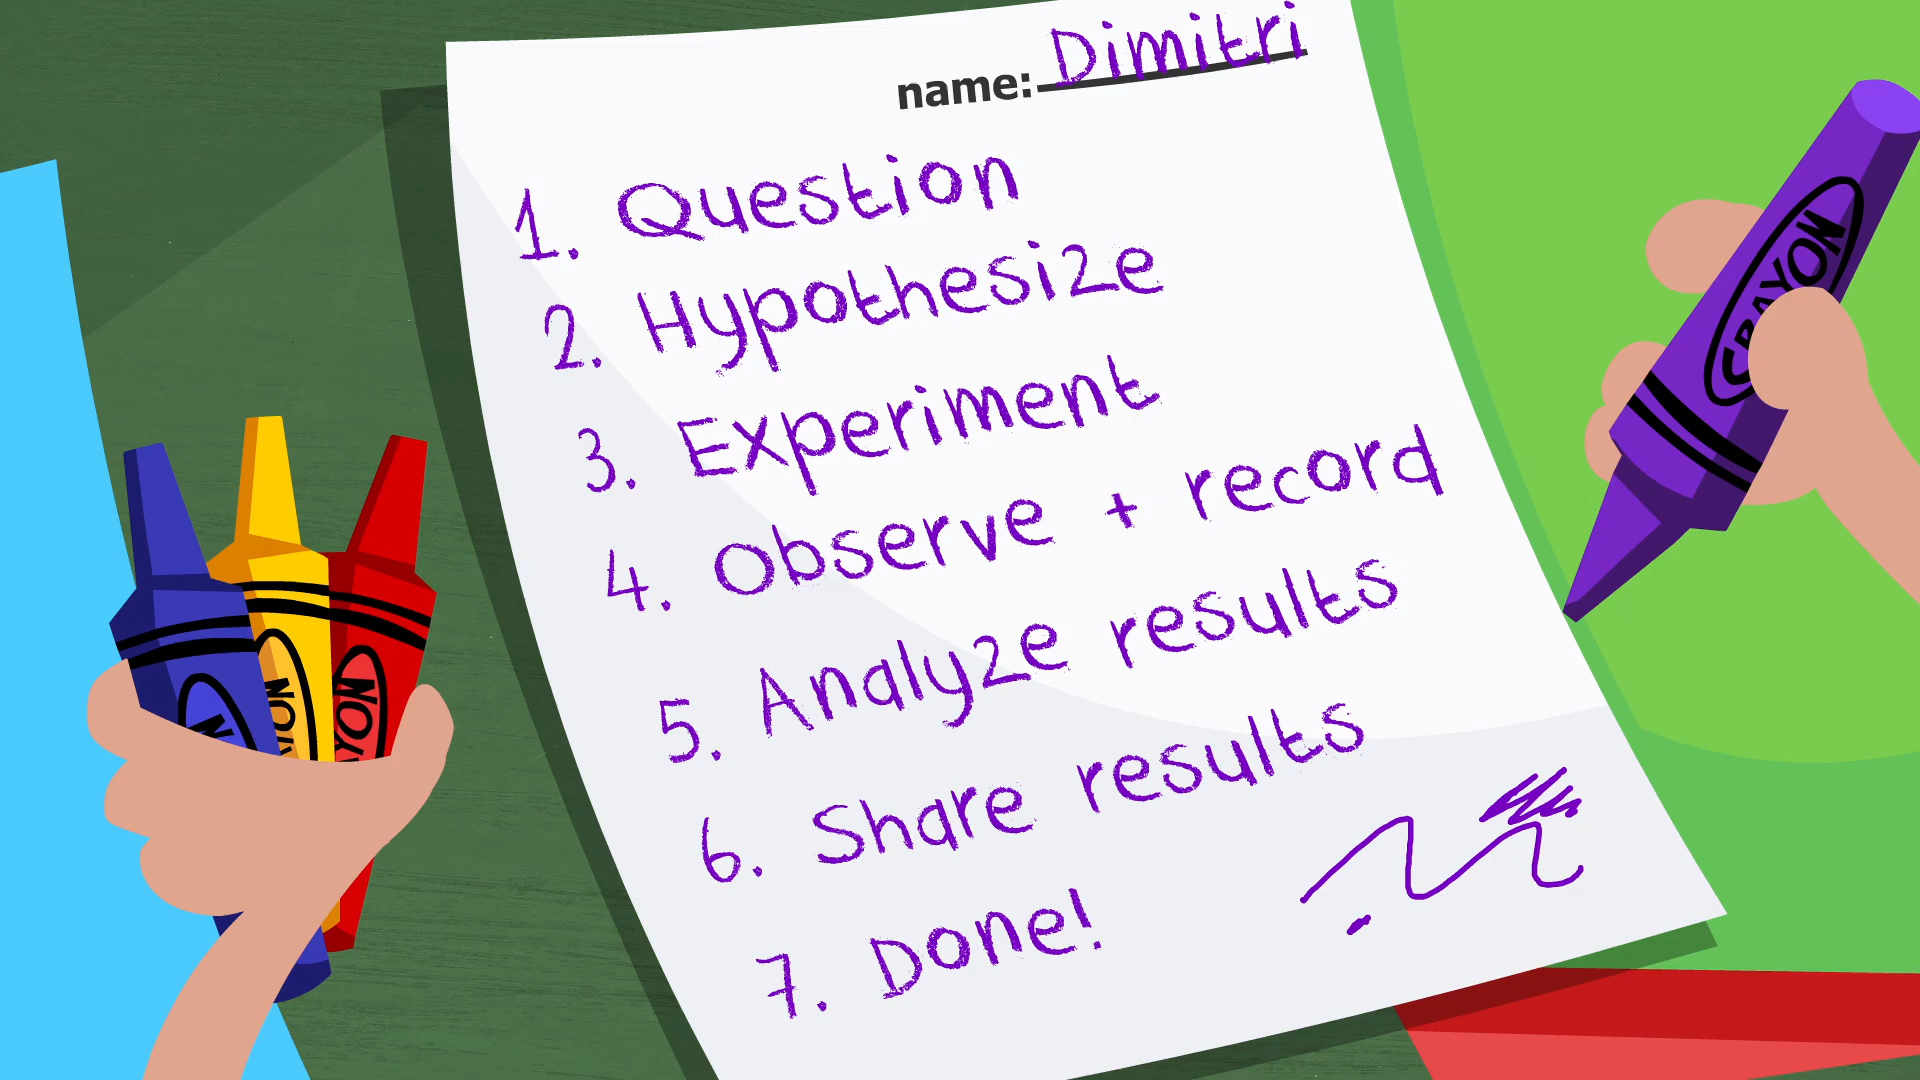 name: Dimitri
1. Question
2. Hypothesize
3. Experiment
4. Observe + record
5. Analyze results
6. Share results
7. Done!
CRAYON